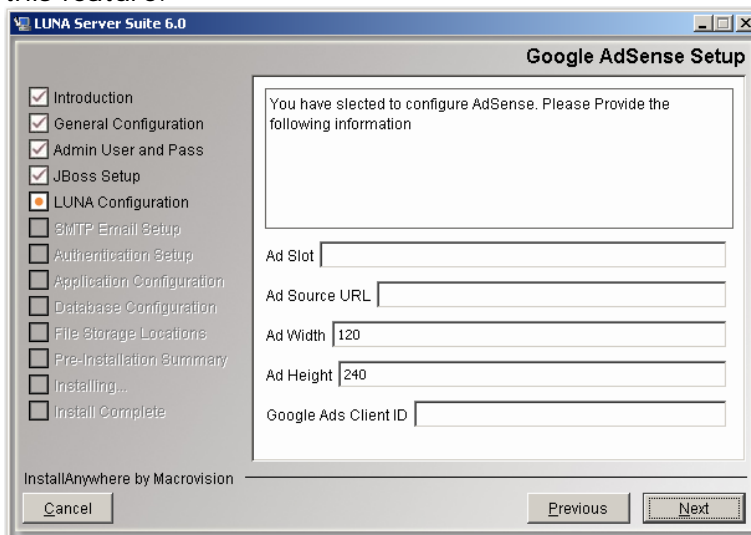 this feature.
LUNA Server Suite 6.0
Google AdSense Setup
Introduction
General Configuration
Admin User and Pass
JBoss Setup
LUNA Configuration
SMTP Email Setup
Authentication Setup
Application Configuration
Database Configuration
File Storage Locations
Pre-Installation Summary
Installing...
Install Complete
You have slected to configure AdSense. Please Provide the
following information
Ad Slot
Ad Source URL
Ad Width 120
Ad Height 240
Google Ads Client ID
InstallAnywhere by Macrovision
Cancel
Previous
Next